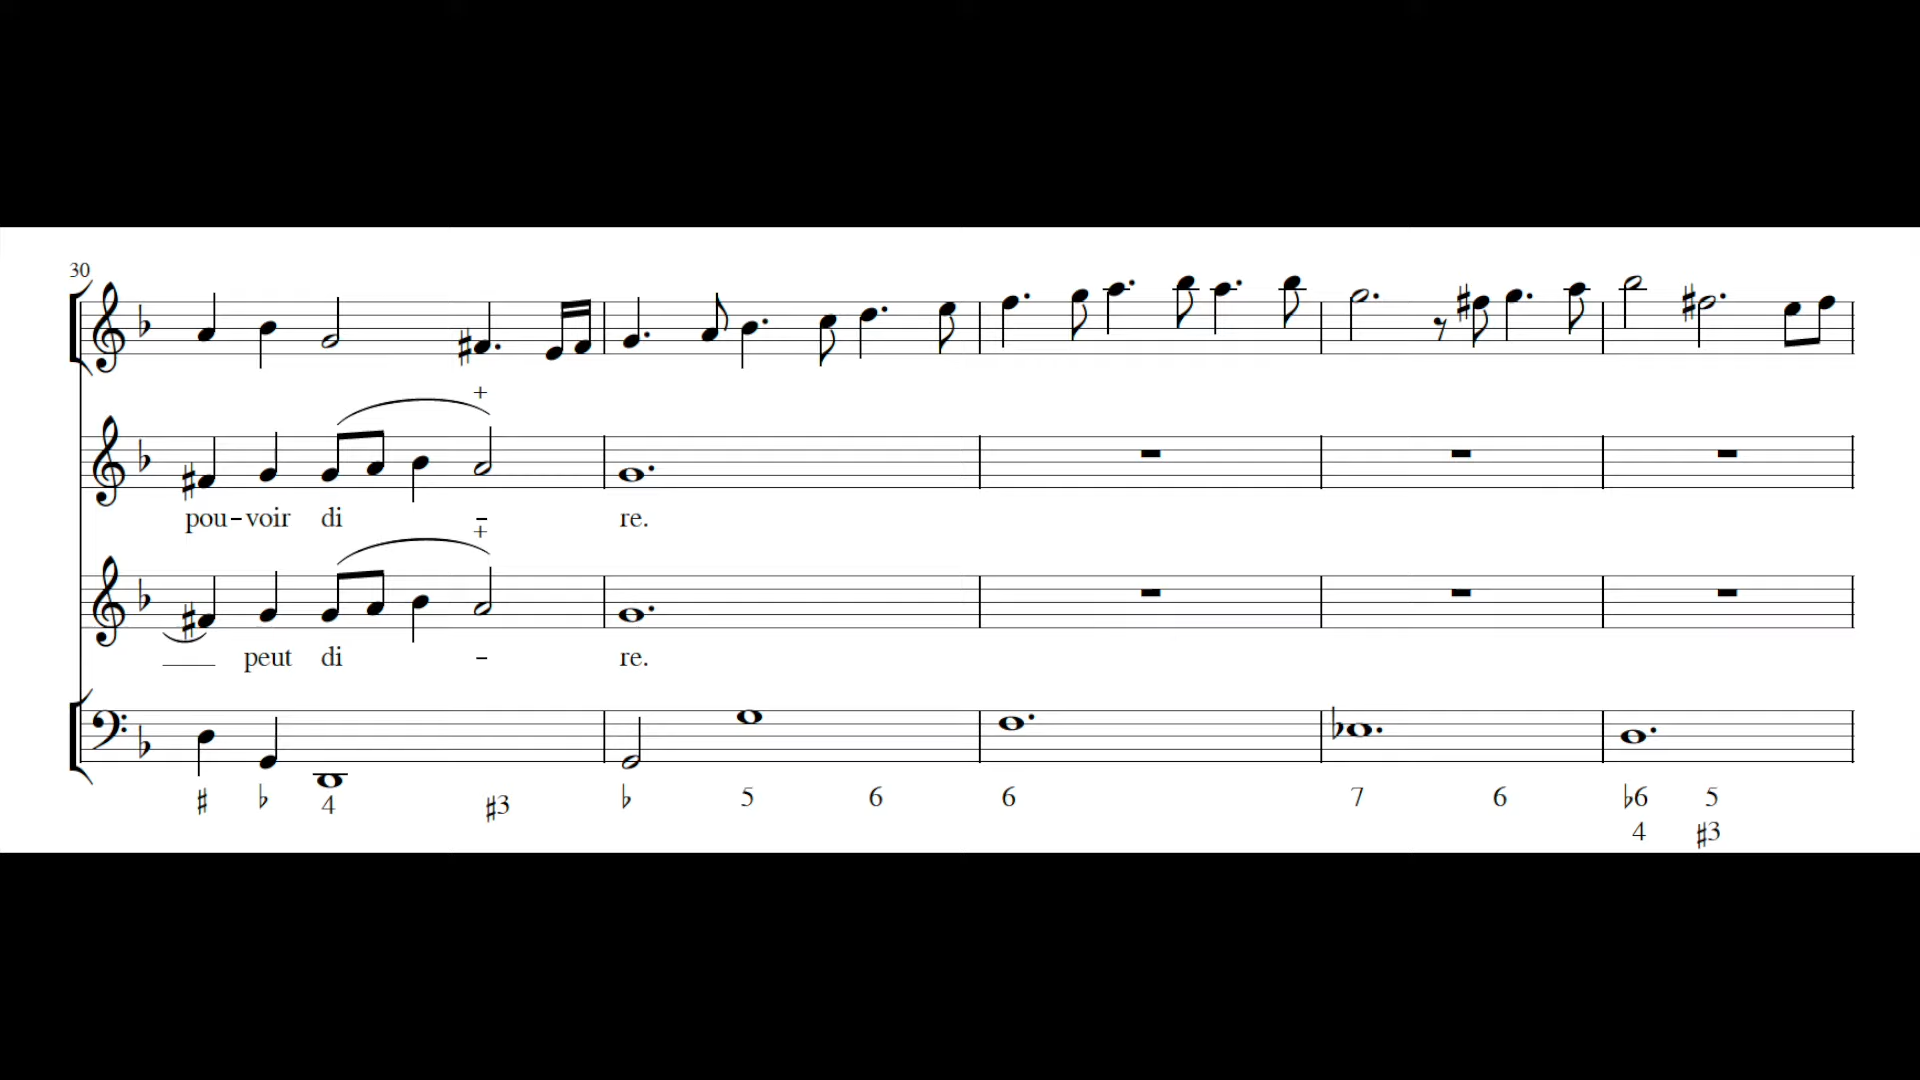 30
+
pou-voir di - re.
+
peut di - re.
♯ ♭ 4 ♯3 ♭ 5 6 6 7 6 ♭6 5
4 ♯3